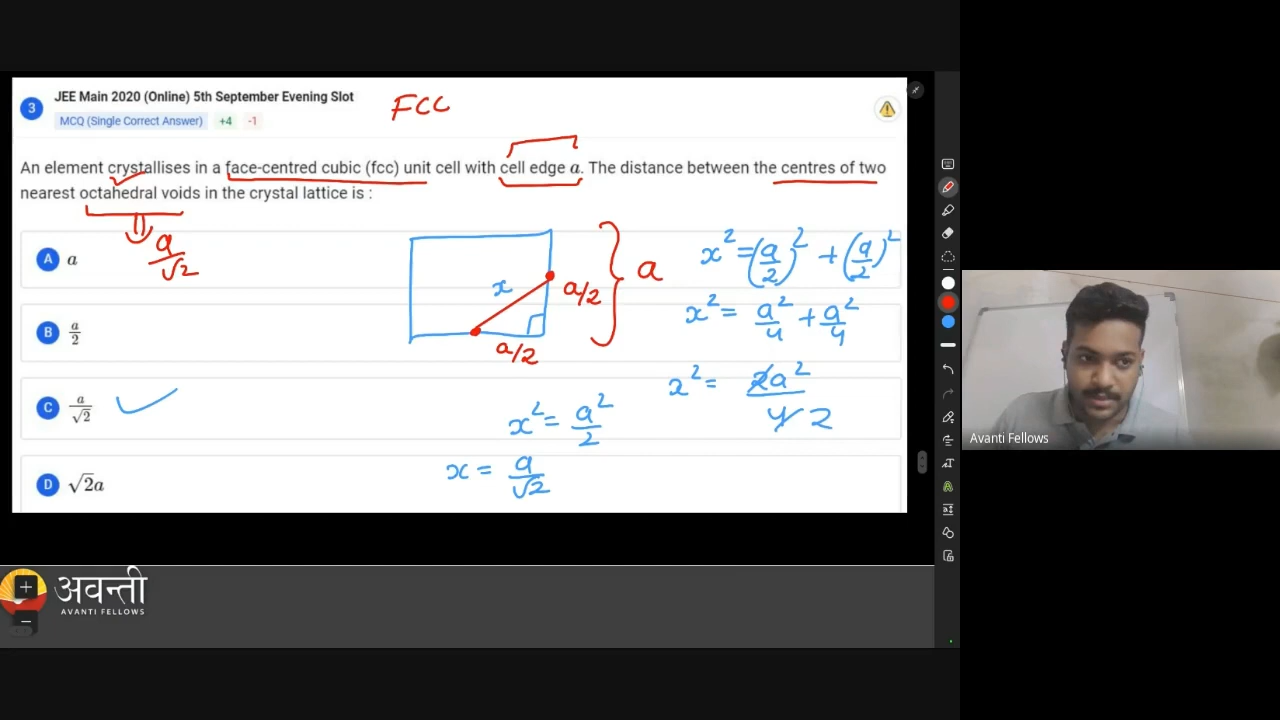 3
JEE Main 2020 (Online) 5th September Evening Slot
MCQ (Single Correct Answer) +4 -1
FCC
An element crystallises in a face-centred cubic (fcc) unit cell with cell edge a. The distance between the centres of two
nearest octahedral voids in the crystal lattice is :
a/√2
A a
B a/2
C a/√2
D √2a
x
a/2
a/2
a
x² = (a/2)² + (a/2)²
x² = a²/4 + a²/4
x² = 2a²/4 2
x² = a²/2
x = a/√2
Avanti Fellows
अवन्ती
AVANTI FELLOWS